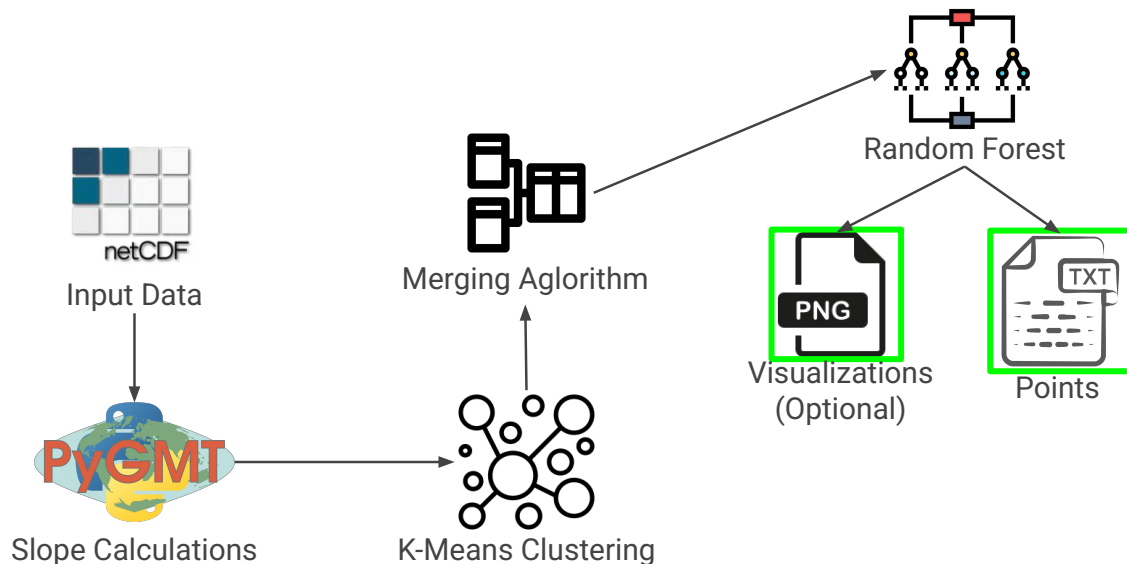 netCDF
Input Data
PyGMT
Slope Calculations
K-Means Clustering
Merging Aglorithm
Random Forest
PNG
Visualizations
(Optional)
TXT
Points